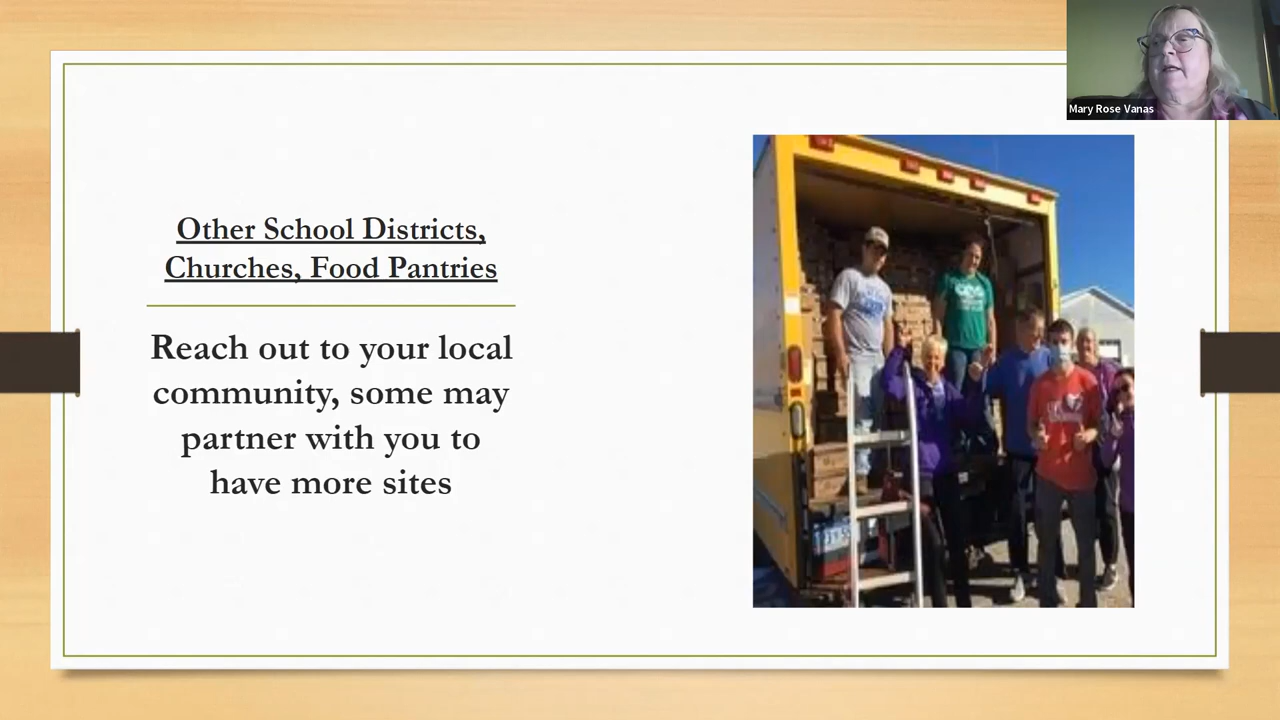 Mary Rose Vanas
Other School Districts,
Churches, Food Pantries
Reach out to your local
community, some may
partner with you to
have more sites